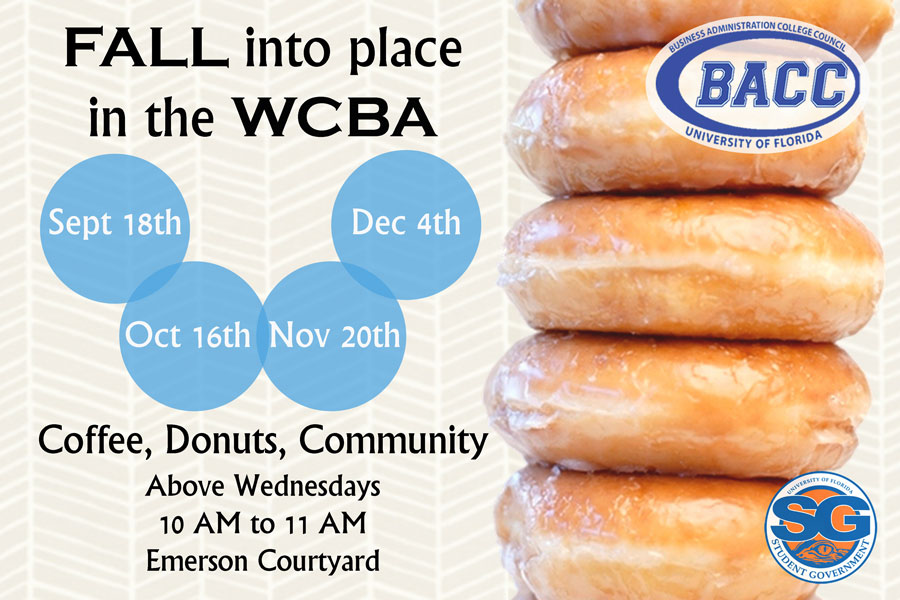 FALL into place
in the WCBA
BUSINESS ADMINISTRATION COLLEGE COUNCIL
BACC
UNIVERSITY OF FLORIDA
Sept 18th
Dec 4th
Oct 16th
Nov 20th
Coffee, Donuts, Community
Above Wednesdays
10 AM to 11 AM
Emerson Courtyard
UNIVERSITY OF FLORIDA
SG
STUDENT GOVERNMENT